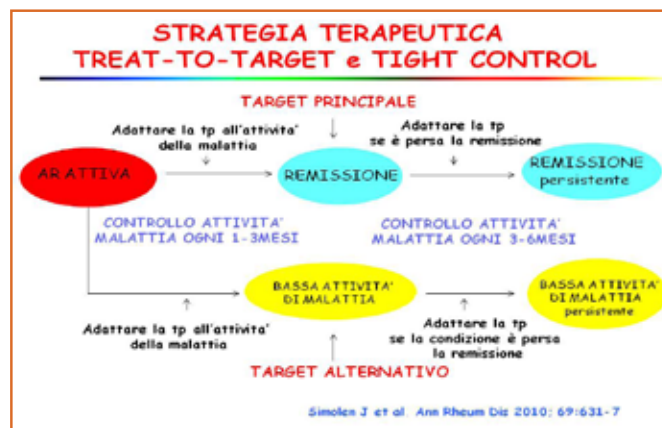 STRATEGIA TERAPEUTICA
TREAT-TO-TARGET e TIGHT CONTROL
TARGET PRINCIPALE
Adattare la tp all'attivita'
della malattia
Adattare la tp
se è persa la remissione
AR ATTIVA
REMISSIONE
REMISSIONE
persistente
CONTROLLO ATTIVITA'
MALATTIA OGNI 1-3MESI
CONTROLLO ATTIVITA'
MALATTIA OGNI 3-6MESI
BASSA ATTIVITA'
DI MALATTIA
BASSA ATTIVITA'
DI MALATTIA
persistente
Adattare la tp all'attivita'
della malattia
Adattare la tp
se la condizione è persa
la remissione
TARGET ALTERNATIVO
Smolen J et al. Ann Rheum Dis 2010; 69:631-7